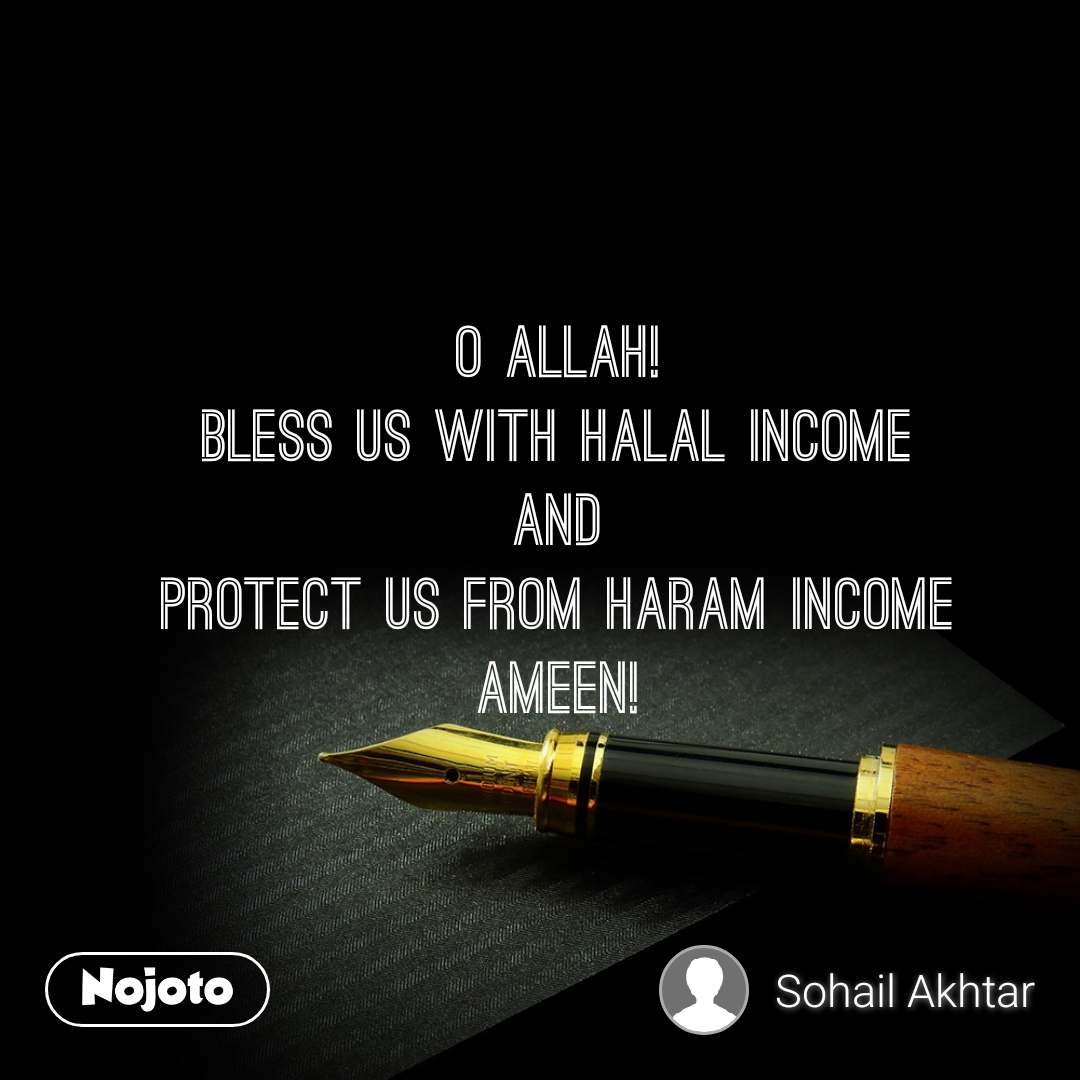 O ALLAH!
BLESS US WITH HALAL INCOME
AND
PROTECT US FROM HARAM INCOME
AMEEN!
Nojoto
Sohail Akhtar